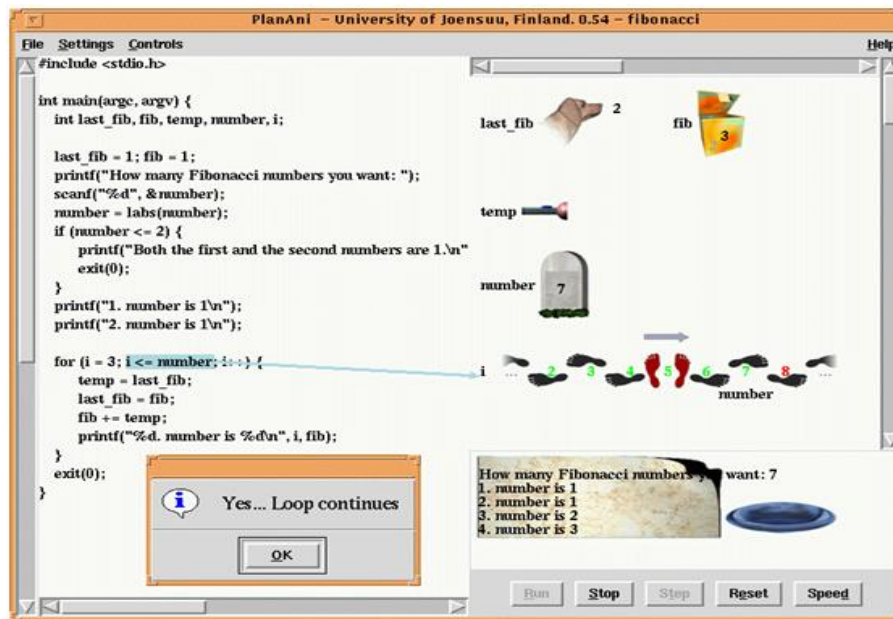 PlanAni – University of Joensuu, Finland. 0.54 – fibonacci
File Settings Controls Help
#include <stdio.h>
int main(argc, argv) {
int last_fib, fib, temp, number, i;
last_fib = 1; fib = 1;
printf("How many Fibonacci numbers you want: ");
scanf("%d", &number);
number = labs(number);
if (number <= 2) {
printf("Both the first and the second numbers are 1.\n"
exit(0);
}
printf("1. number is 1\n");
printf("2. number is 1\n");
for (i = 3; i <= number; i++) {
temp = last_fib;
last_fib = fib;
fib += temp;
printf("%d. number is %d\n", i, fib);
}
exit(0);
}
last_fib 2
fib 3
temp
number 7
i ... 2 3 4 5 6 7 8 ...
number
Yes... Loop continues
OK
How many Fibonacci numbers you want: 7
1. number is 1
2. number is 1
3. number is 2
4. number is 3
Run Stop Step Reset Speed